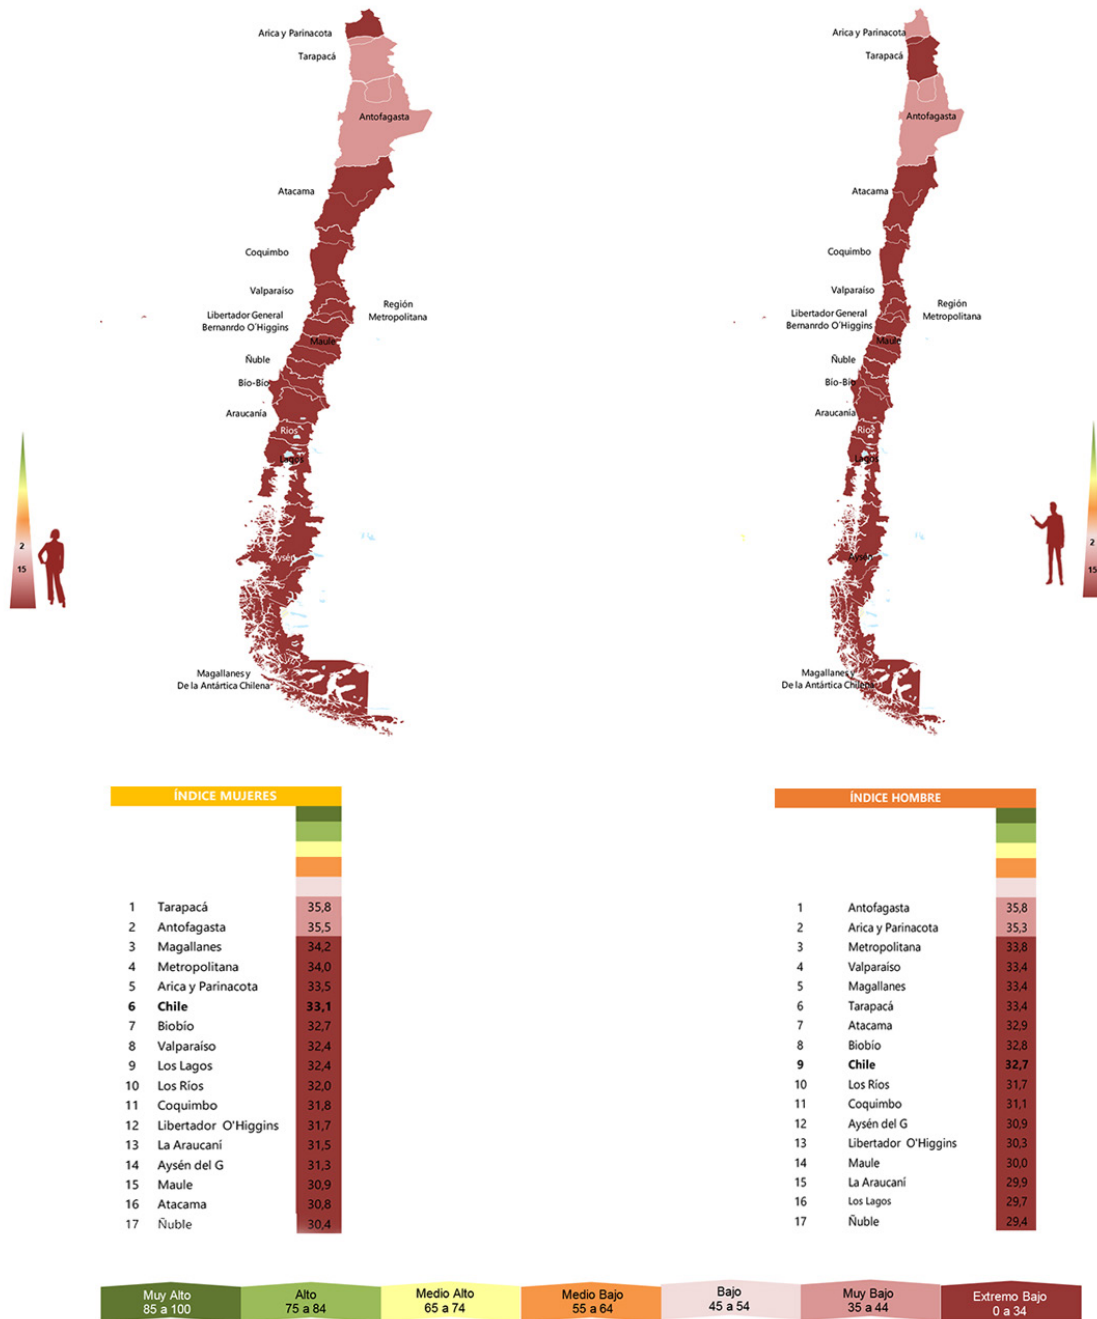 Arica y Parinacota
Tarapacá
Antofagasta
Atacama
Coquimbo
Valparaíso
Región
Metropolitana
Libertador General
Bernanrdo O´Higgins
Maule
Ñuble
Bío-Bío
Araucanía
Ríos
Lagos
Aysén
Magallanes y
De la Antártica Chilena
2
15
Arica y Parinacota
Tarapacá
Antofagasta
Atacama
Coquimbo
Valparaíso
Región
Metropolitana
Libertador General
Bernanrdo O´Higgins
Maule
Ñuble
Bío-Bío
Araucanía
Ríos
Lagos
Aysén
Magallanes y
De la Antártica Chilena
2
15
ÍNDICE MUJERES
1 Tarapacá 35,8
2 Antofagasta 35,5
3 Magallanes 34,2
4 Metropolitana 34,0
5 Arica y Parinacota 33,5
6 Chile 33,1
7 Biobío 32,7
8 Valparaíso 32,4
9 Los Lagos 32,4
10 Los Ríos 32,0
11 Coquimbo 31,8
12 Libertador O'Higgins 31,7
13 La Araucaní 31,5
14 Aysén del G 31,3
15 Maule 30,9
16 Atacama 30,8
17 Ñuble 30,4
ÍNDICE HOMBRE
1 Antofagasta 35,8
2 Arica y Parinacota 35,3
3 Metropolitana 33,8
4 Valparaíso 33,4
5 Magallanes 33,4
6 Tarapacá 33,4
7 Atacama 32,9
8 Biobío 32,8
9 Chile 32,7
10 Los Ríos 31,7
11 Coquimbo 31,1
12 Aysén del G 30,9
13 Libertador O'Higgins 30,3
14 Maule 30,0
15 La Araucaní 29,9
16 Los Lagos 29,7
17 Ñuble 29,4
Muy Alto
85 a 100
Alto
75 a 84
Medio Alto
65 a 74
Medio Bajo
55 a 64
Bajo
45 a 54
Muy Bajo
35 a 44
Extremo Bajo
0 a 34